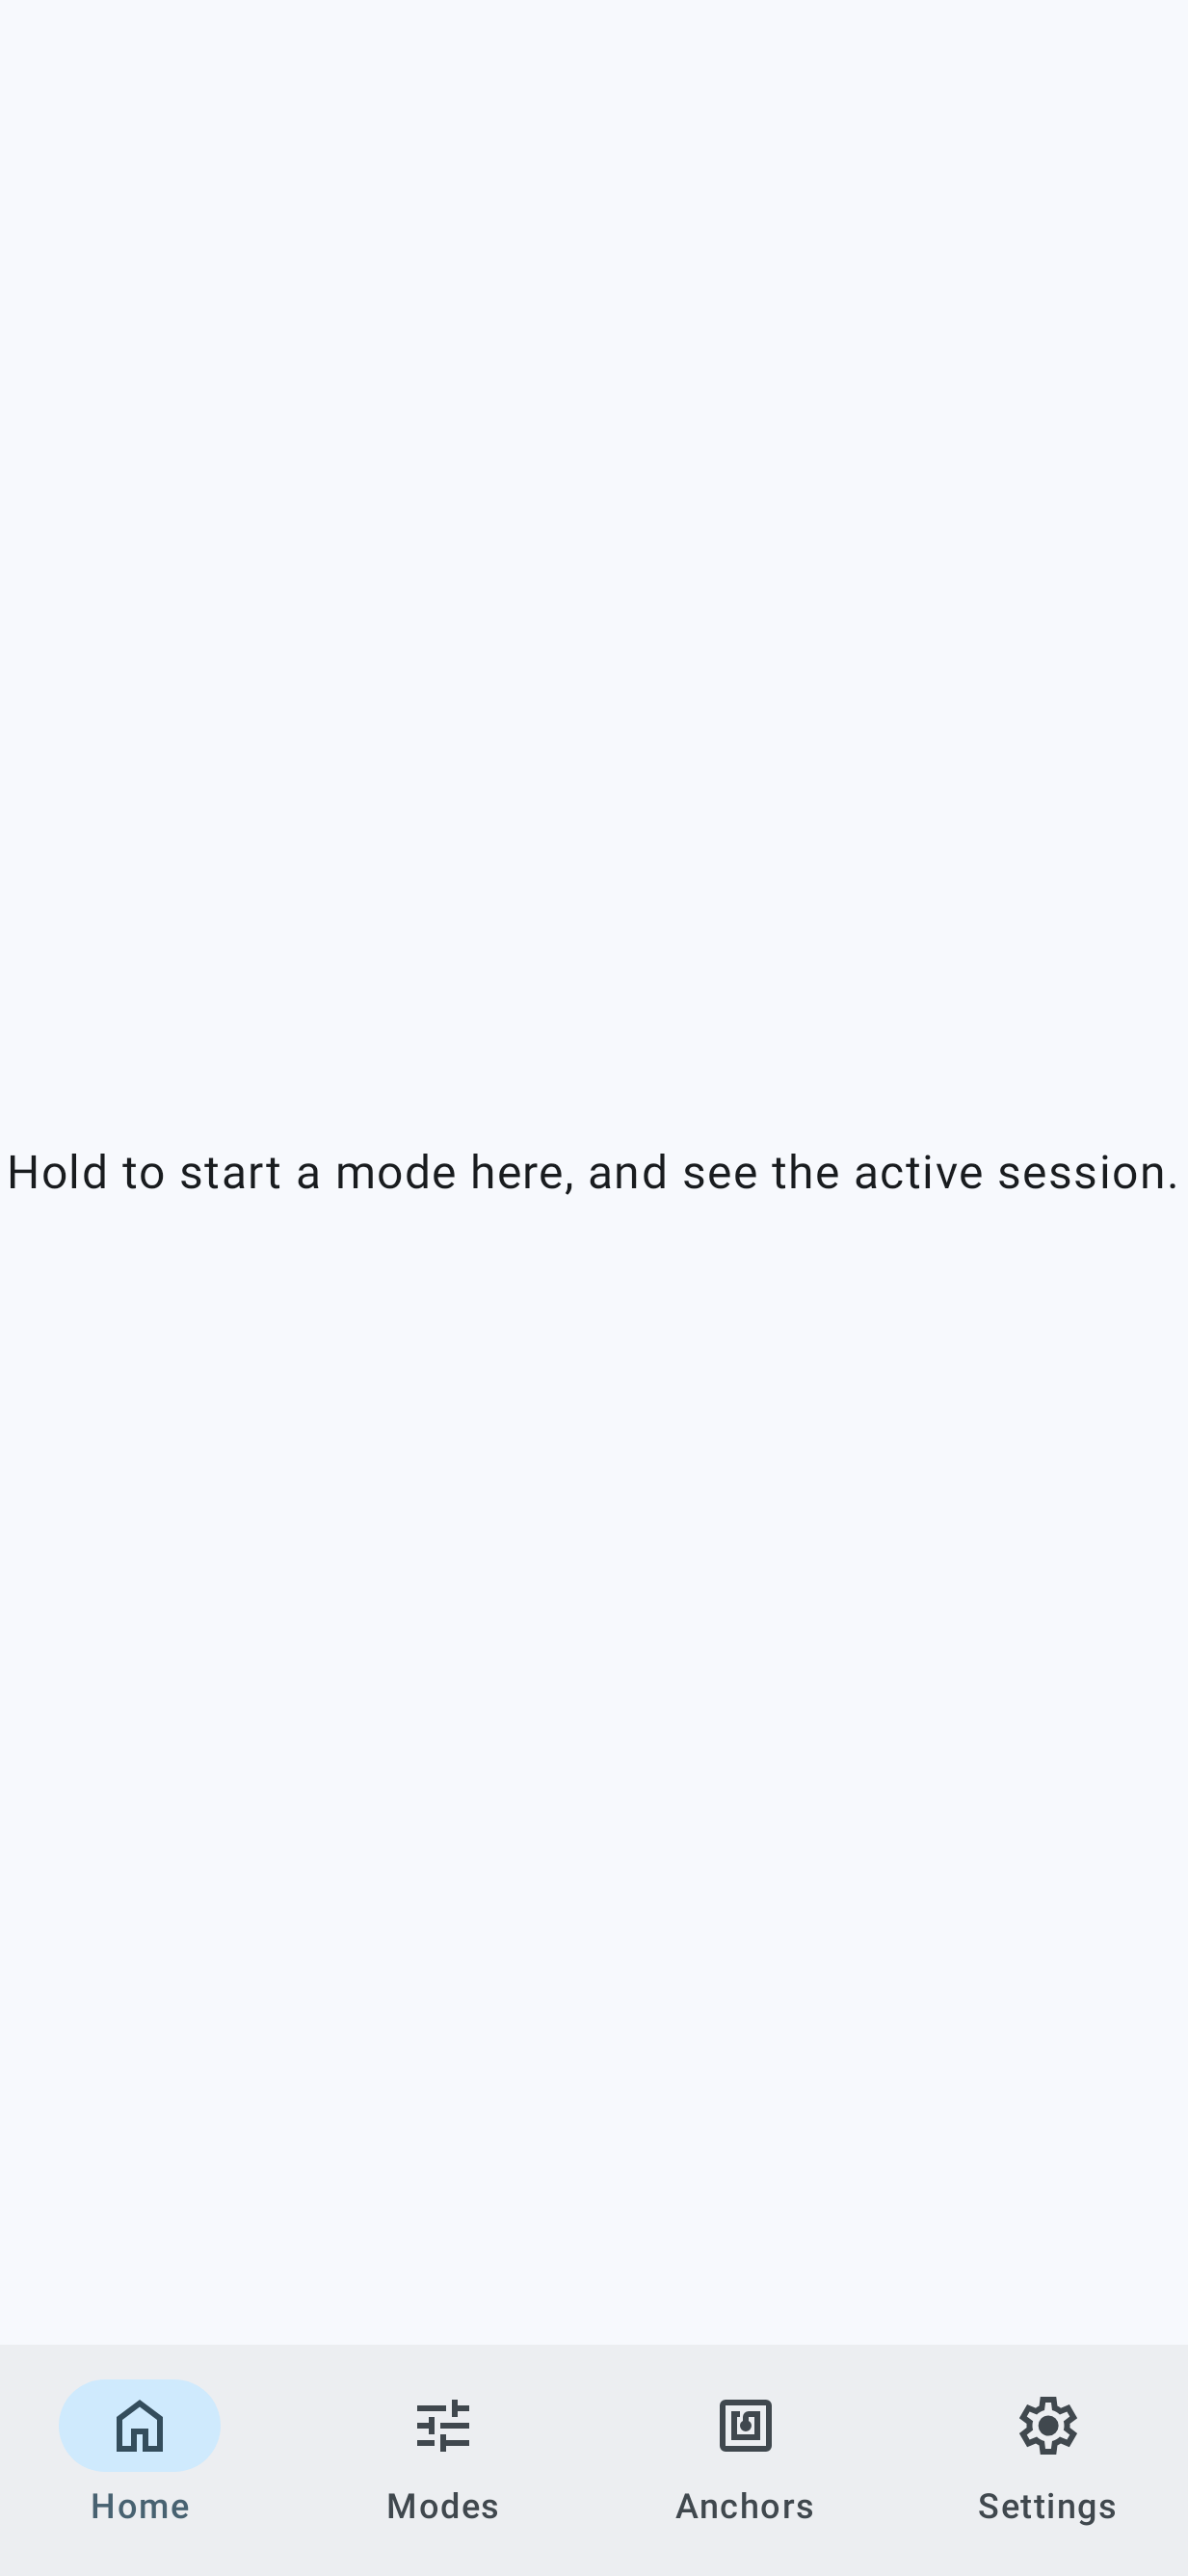 Hold to start a mode here, and see the active session.
Home
Modes
Anchors
Settings